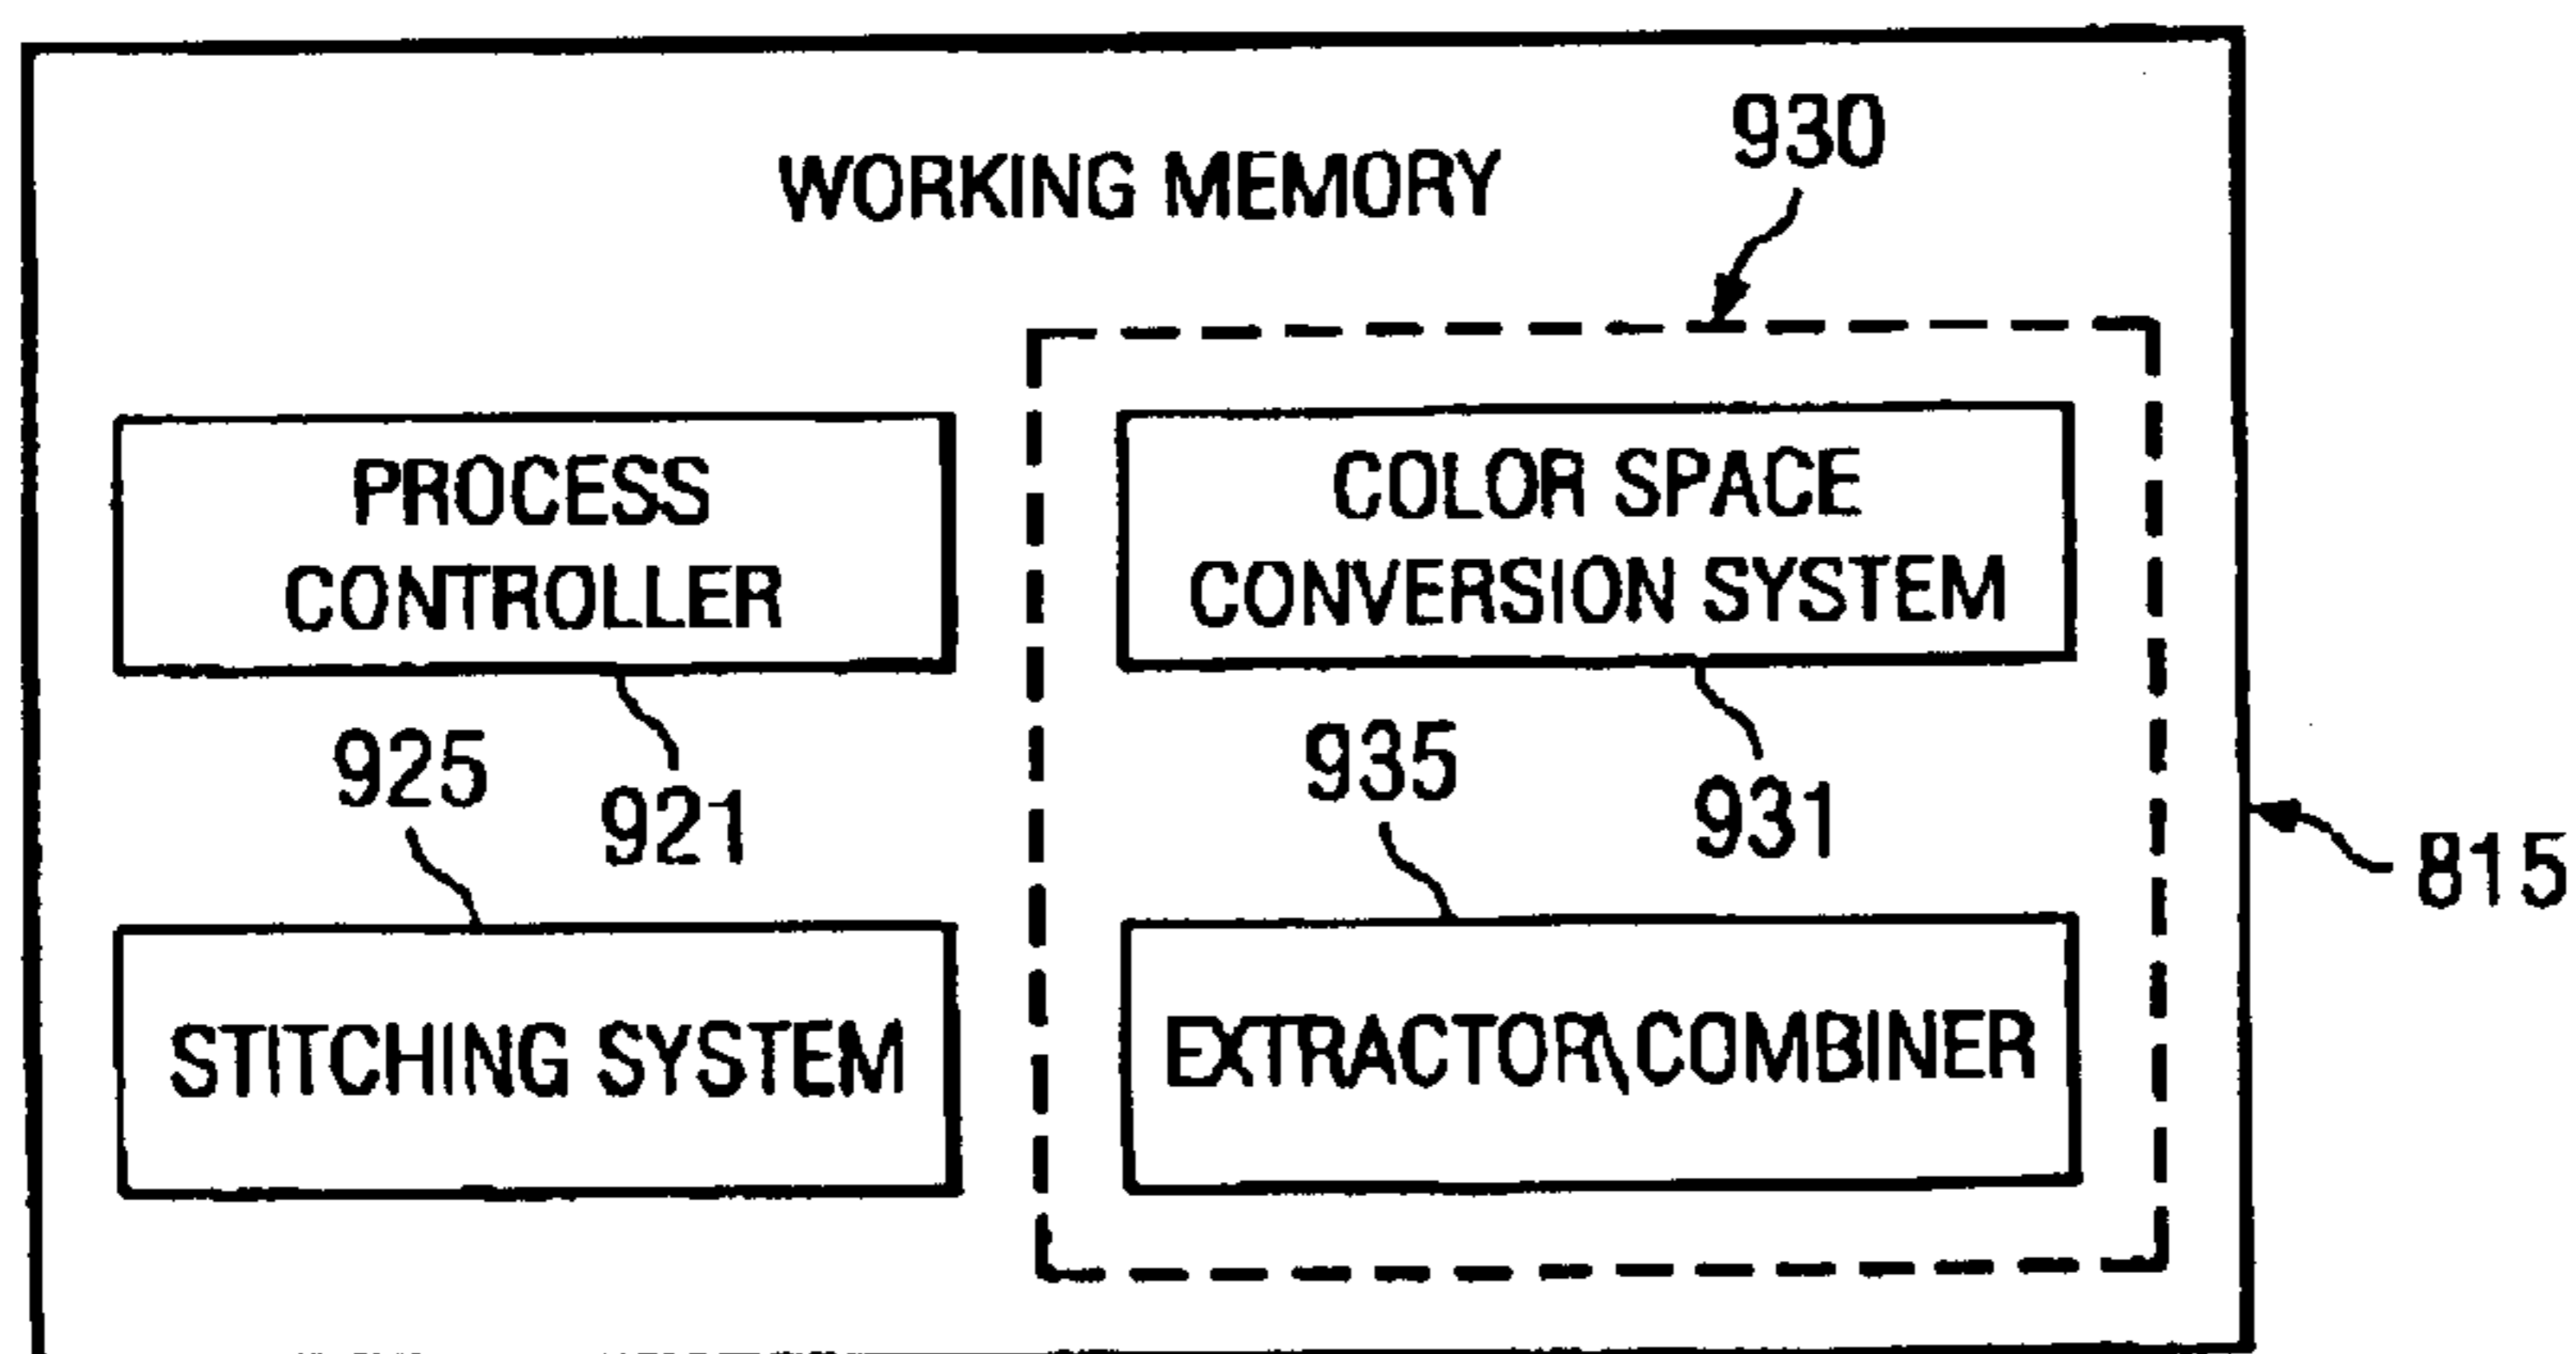 WORKING MEMORY
930
PROCESS
CONTROLLER
921
COLOR SPACE
CONVERSION SYSTEM
931
925
STITCHING SYSTEM
935
EXTRACTOR\COMBINER
815